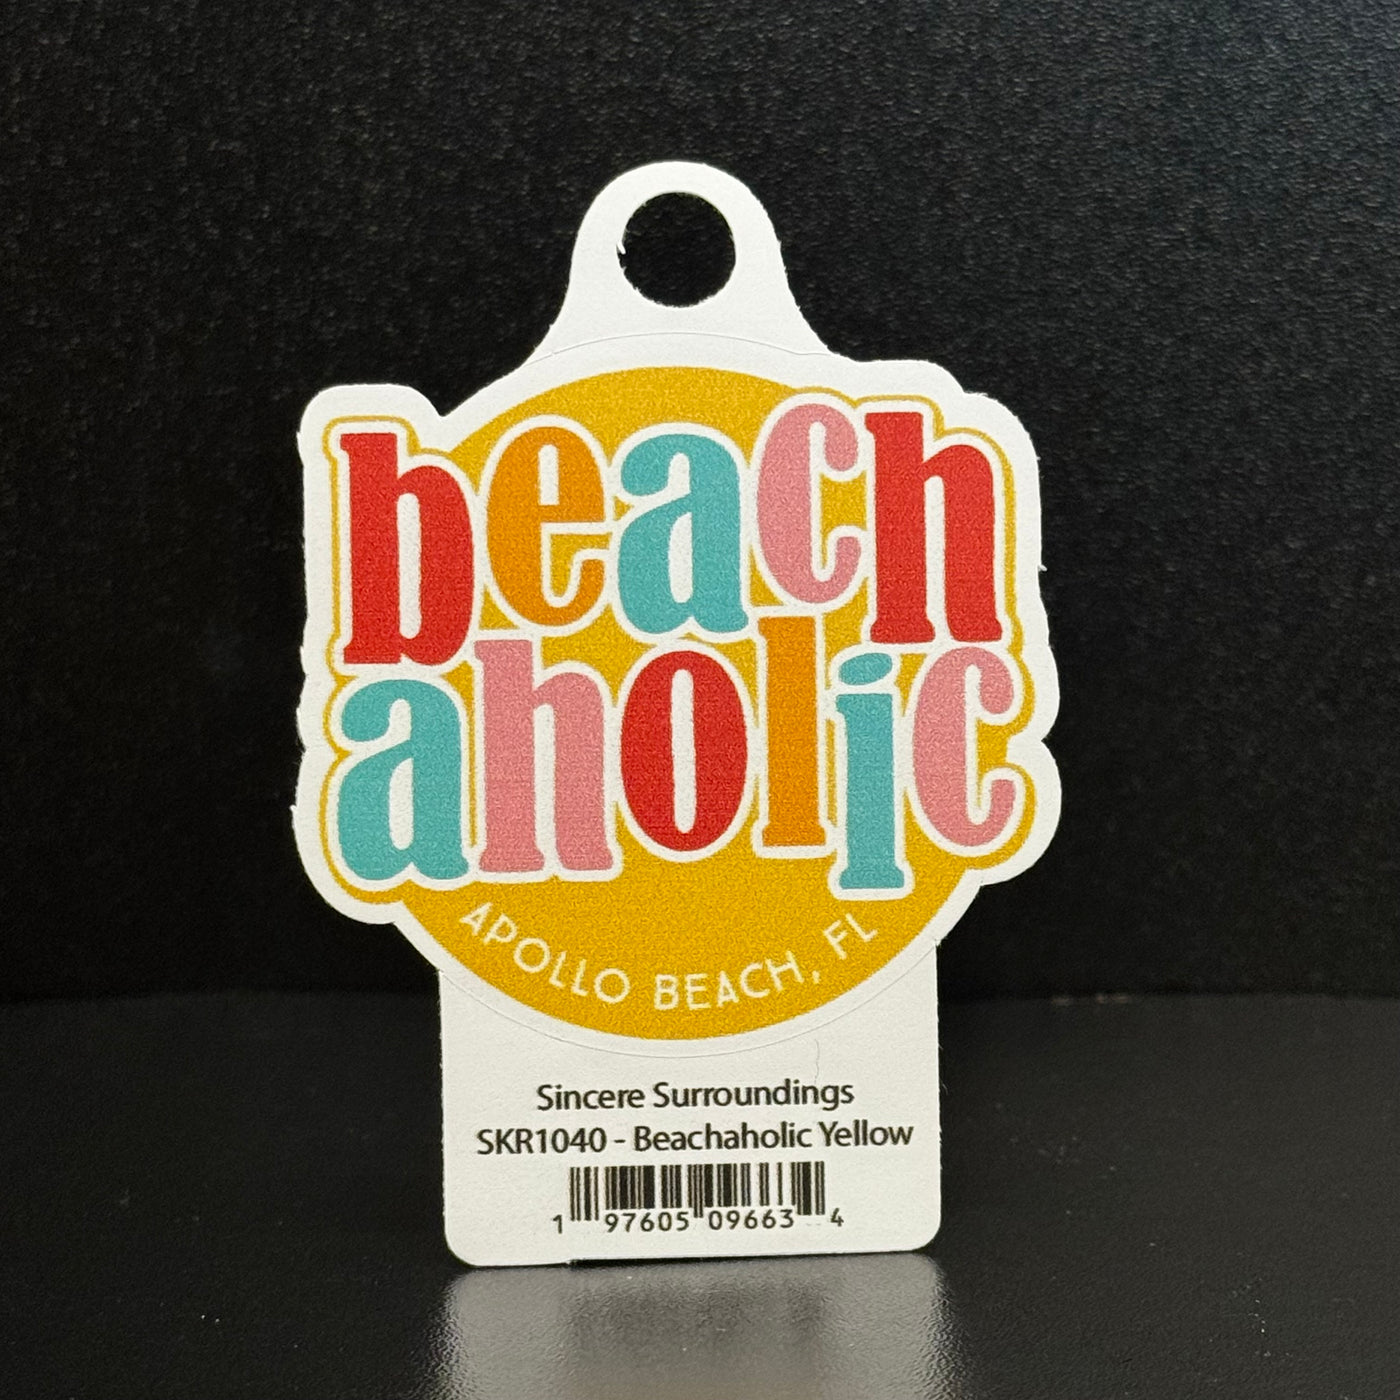 beach
aholic
APOLLO BEACH, FL
Sincere Surroundings
SKR1040 - Beachaholic Yellow
1 97605 09663 4